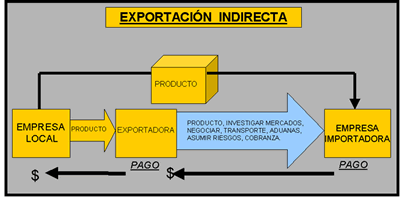 EXPORTACIÓN INDIRECTA
PRODUCTO
EMPRESA
LOCAL
PRODUCTO
EXPORTADORA
PRODUCTO, INVESTIGAR MERCADOS,
NEGOCIAR, TRANSPORTE, ADUANAS,
ASUMIR RIESGOS, COBRANZA.
EMPRESA
IMPORTADORA
$
PAGO
$
PAGO